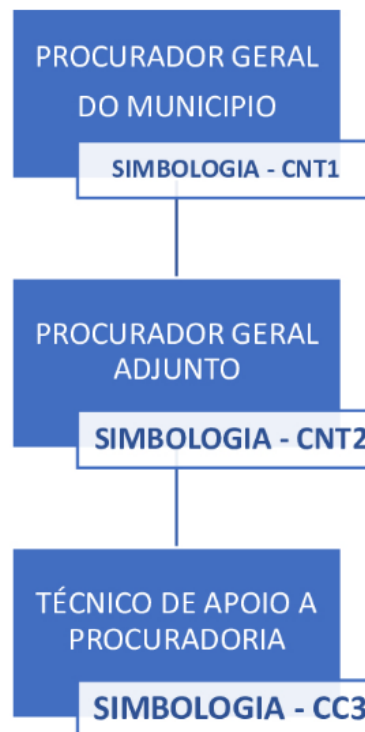 PROCURADOR GERAL
DO MUNICIPIO
SIMBOLOGIA - CNT1
PROCURADOR GERAL
ADJUNTO
SIMBOLOGIA - CNT2
TÉCNICO DE APOIO A
PROCURADORIA
SIMBOLOGIA - CC3